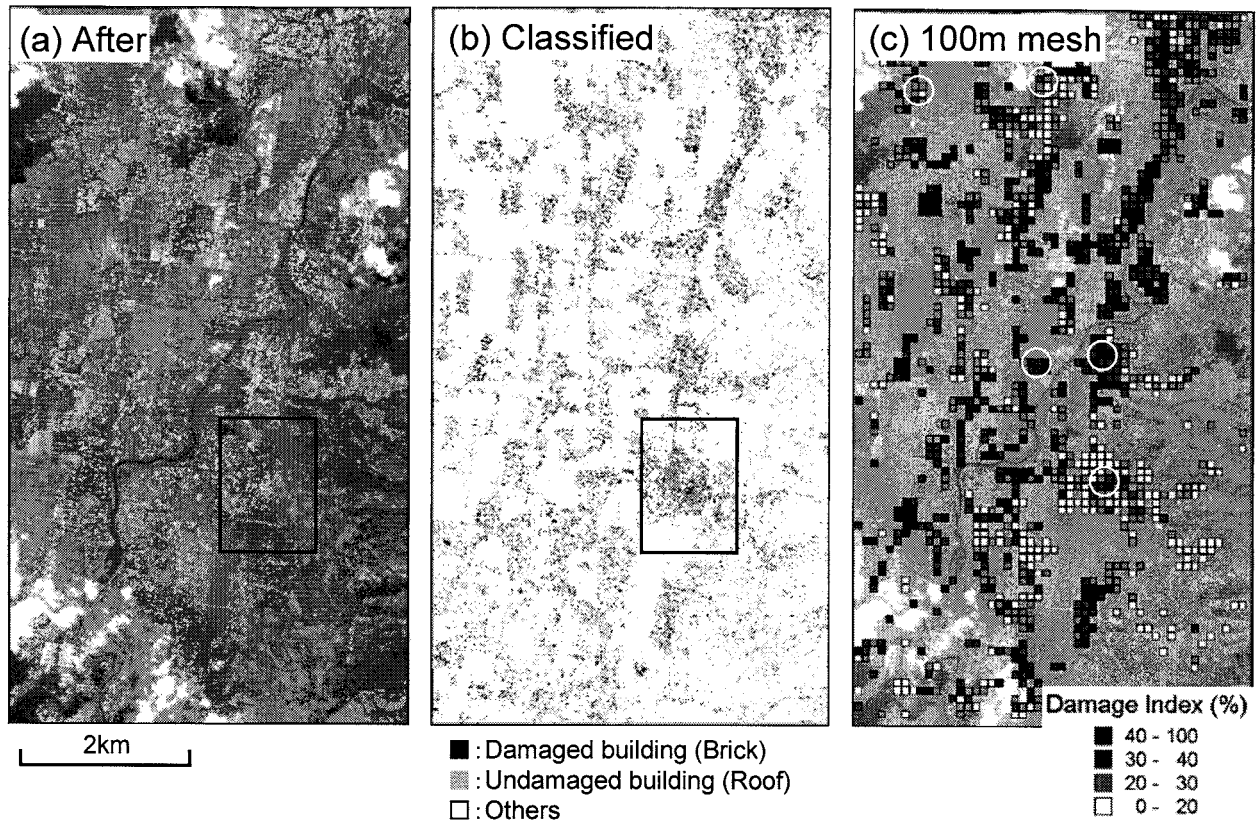 (a) After
(b) Classified
(c) 100m mesh
2km
: Damaged building (Brick)
: Undamaged building (Roof)
: Others
Damage Index (%)
40 - 100
30 - 40
20 - 30
0 - 20